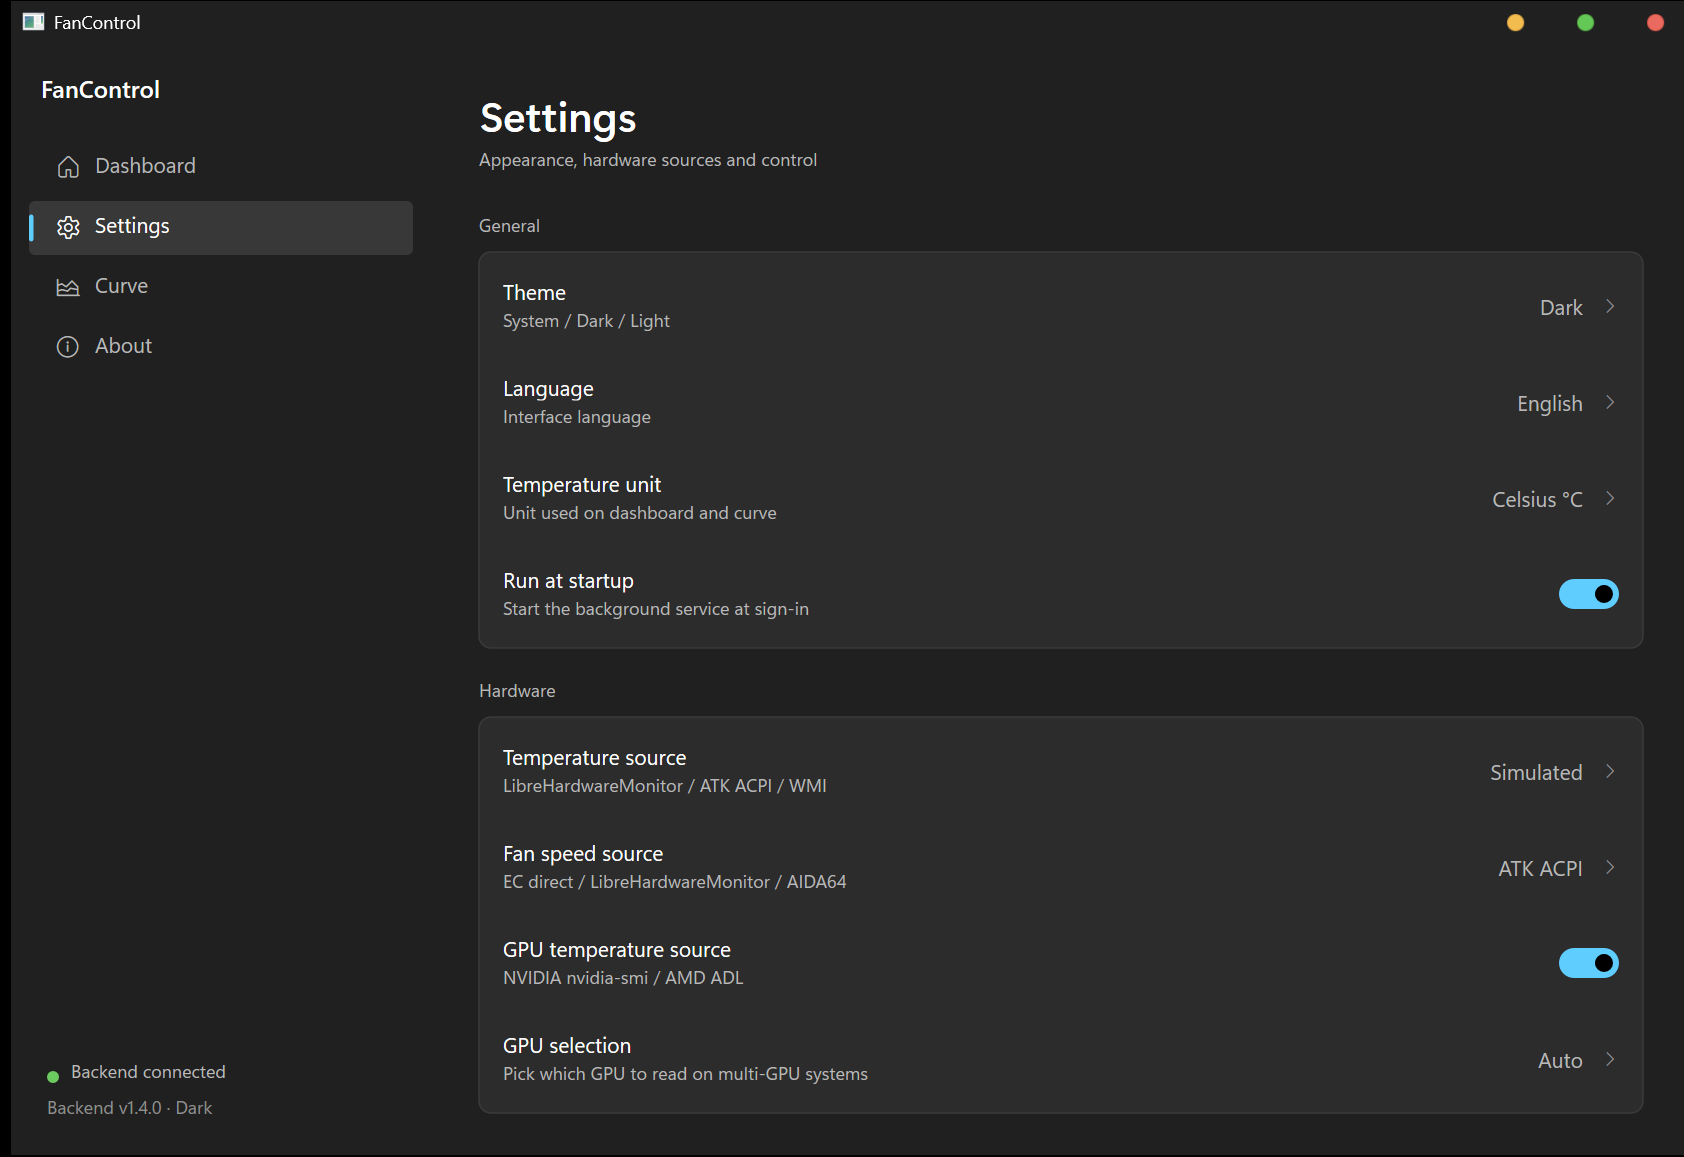 FanControl
FanControl
Dashboard
Settings
Curve
About
Backend connected
Backend v1.4.0 · Dark
Settings
Appearance, hardware sources and control
General
Theme
System / Dark / Light
Dark
Language
Interface language
English
Temperature unit
Unit used on dashboard and curve
Celsius °C
Run at startup
Start the background service at sign-in
Hardware
Temperature source
LibreHardwareMonitor / ATK ACPI / WMI
Simulated
Fan speed source
EC direct / LibreHardwareMonitor / AIDA64
ATK ACPI
GPU temperature source
NVIDIA nvidia-smi / AMD ADL
GPU selection
Pick which GPU to read on multi-GPU systems
Auto